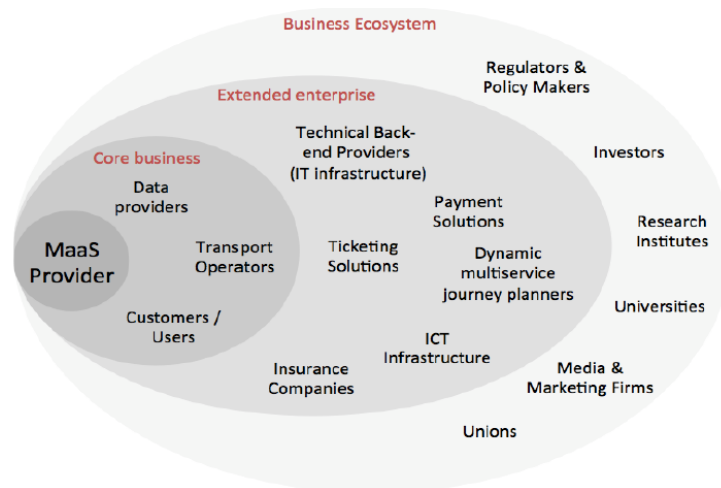 Business Ecosystem
Regulators &
Policy Makers
Extended enterprise
Technical Back-
end Providers
(IT infrastructure)
Investors
Core business
Data
providers
Payment
Solutions
Research
Institutes
MaaS
Provider
Transport
Operators
Ticketing
Solutions
Dynamic
multiservice
journey planners
Universities
Customers /
Users
ICT
Infrastructure
Insurance
Companies
Media &
Marketing Firms
Unions